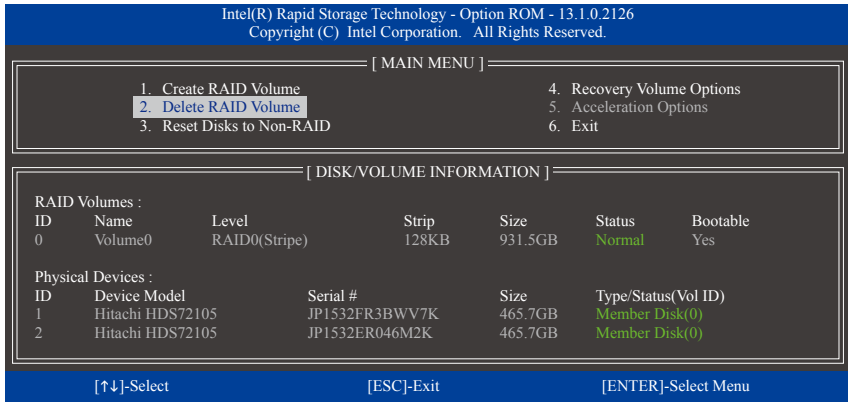 Intel(R) Rapid Storage Technology - Option ROM - 13.1.0.2126
Copyright (C) Intel Corporation. All Rights Reserved.
[ MAIN MENU ]
1. Create RAID Volume 4. Recovery Volume Options
2. Delete RAID Volume 5. Acceleration Options
3. Reset Disks to Non-RAID 6. Exit
[ DISK/VOLUME INFORMATION ]
RAID Volumes :
ID Name Level Strip Size Status Bootable
0 Volume0 RAID0(Stripe) 128KB 931.5GB Normal Yes
Physical Devices :
ID Device Model Serial # Size Type/Status(Vol ID)
1 Hitachi HDS72105 JP1532FR3BWV7K 465.7GB Member Disk(0)
2 Hitachi HDS72105 JP1532ER046M2K 465.7GB Member Disk(0)
[↑↓]-Select [ESC]-Exit [ENTER]-Select Menu